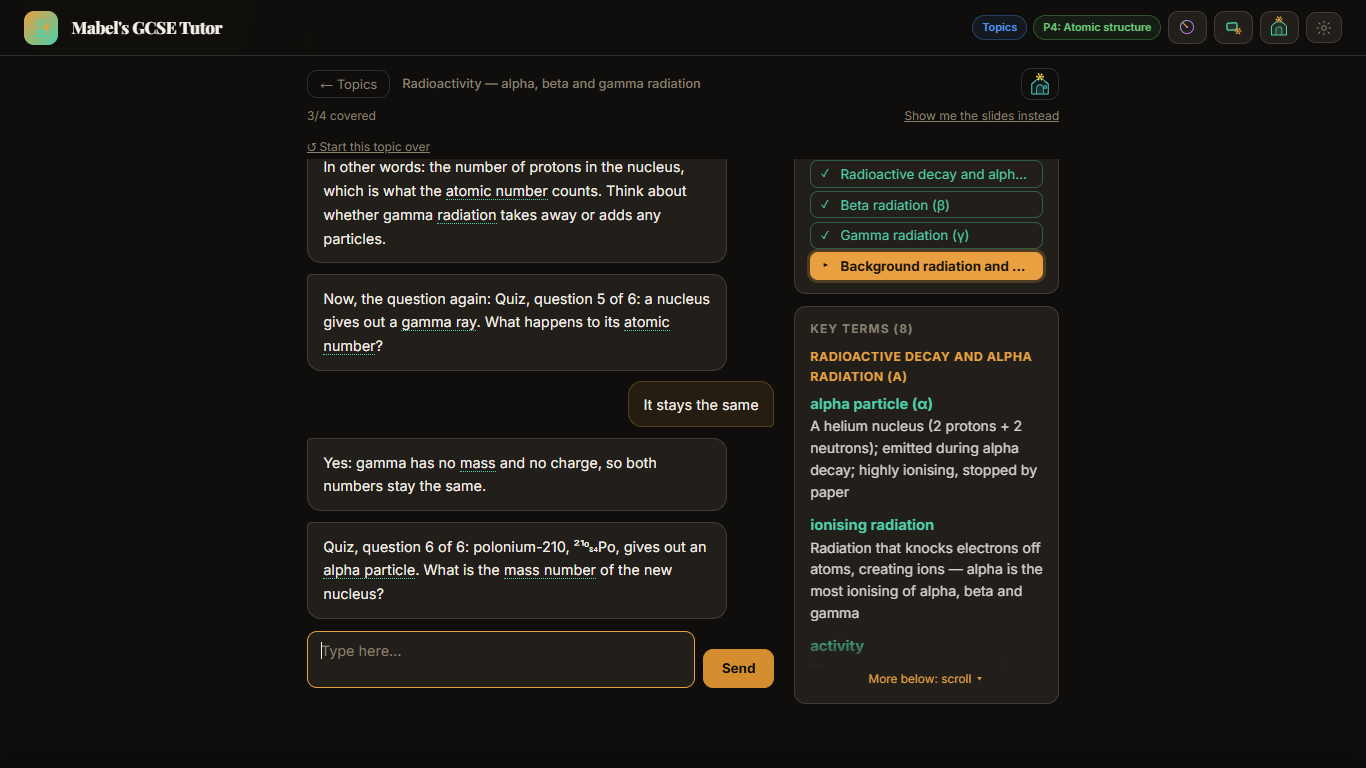 Mabel's GCSE Tutor
Topics
P4: Atomic structure
← Topics
Radioactivity — alpha, beta and gamma radiation
3/4 covered
Show me the slides instead
↺ Start this topic over
In other words: the number of protons in the nucleus,
which is what the atomic number counts. Think about
whether gamma radiation takes away or adds any
particles.
Now, the question again: Quiz, question 5 of 6: a nucleus
gives out a gamma ray. What happens to its atomic
number?
It stays the same
Yes: gamma has no mass and no charge, so both
numbers stay the same.
Quiz, question 6 of 6: polonium-210, ²¹⁰₈₄Po, gives out an
alpha particle. What is the mass number of the new
nucleus?
Type here...
Send
✓ Radioactive decay and alph...
✓ Beta radiation (β)
✓ Gamma radiation (γ)
▸ Background radiation and ...
KEY TERMS (8)
RADIOACTIVE DECAY AND ALPHA
RADIATION (Α)
alpha particle (α)
A helium nucleus (2 protons + 2
neutrons); emitted during alpha
decay; highly ionising, stopped by
paper
ionising radiation
Radiation that knocks electrons off
atoms, creating ions — alpha is the
most ionising of alpha, beta and
gamma
activity
More below: scroll ▾